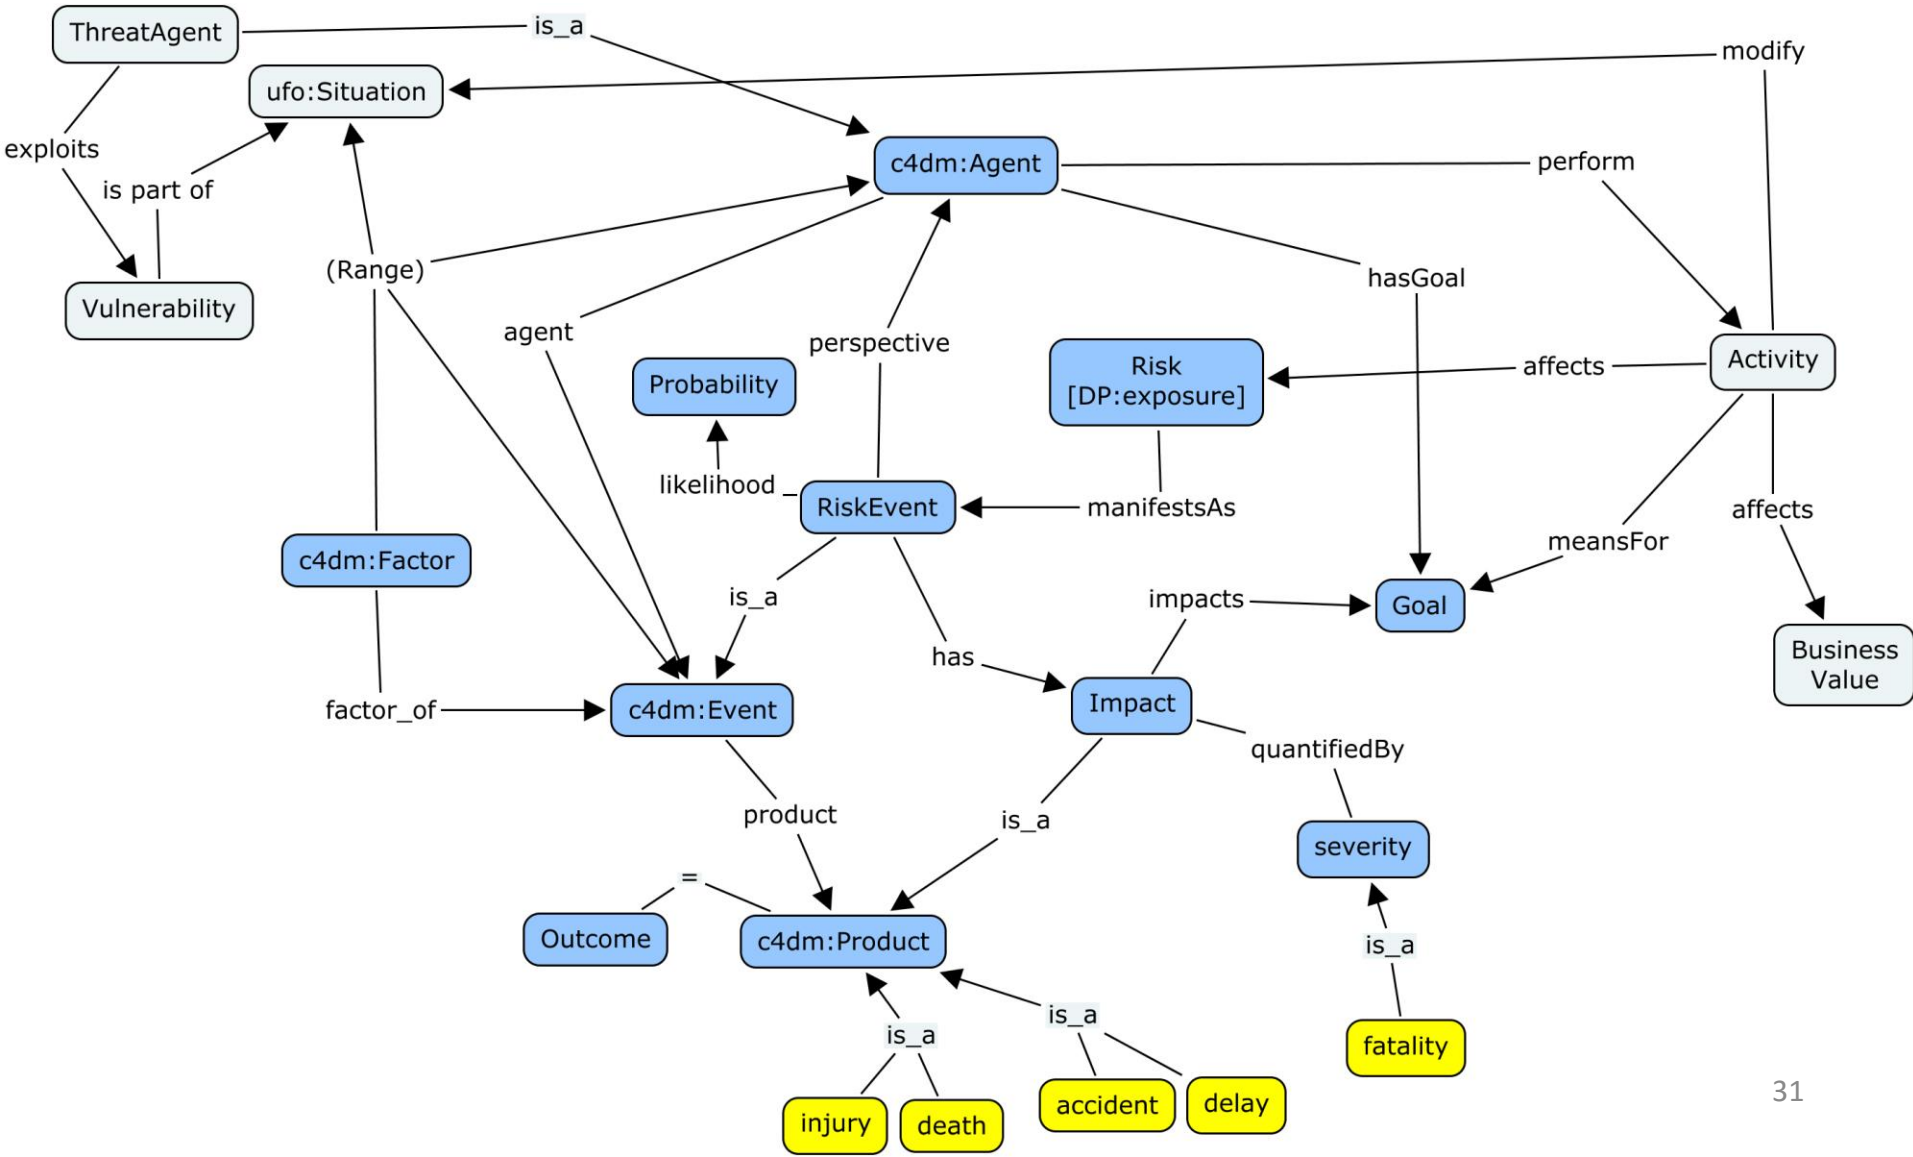 ThreatAgent
is_a
modify
ufo:Situation
exploits
c4dm:Agent
perform
is part of
(Range)
hasGoal
Vulnerability
agent
perspective
Risk
[DP:exposure]
affects
Activity
Probability
likelihood
RiskEvent
manifestsAs
affects
meansFor
c4dm:Factor
is_a
impacts
Goal
has
Business
Value
factor_of
c4dm:Event
Impact
quantifiedBy
product
is_a
severity
=
Outcome
c4dm:Product
is_a
is_a
is_a
fatality
injury
death
accident
delay
31